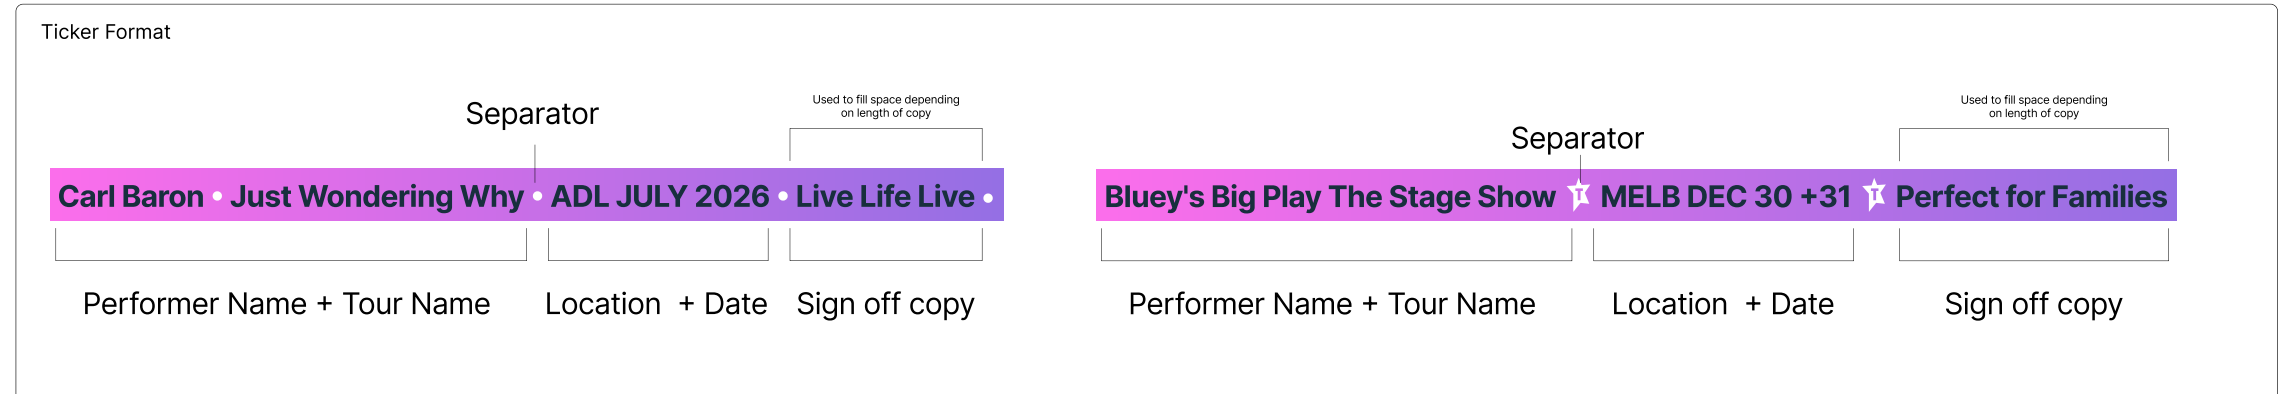 Ticker Format
Separator
Used to fill space depending
on length of copy
Carl Baron • Just Wondering Why • ADL JULY 2026 • Live Life Live •
Performer Name + Tour Name
Location + Date
Sign off copy
Separator
Used to fill space depending
on length of copy
Bluey's Big Play The Stage Show T MELB DEC 30 +31 T Perfect for Families
Performer Name + Tour Name
Location + Date
Sign off copy